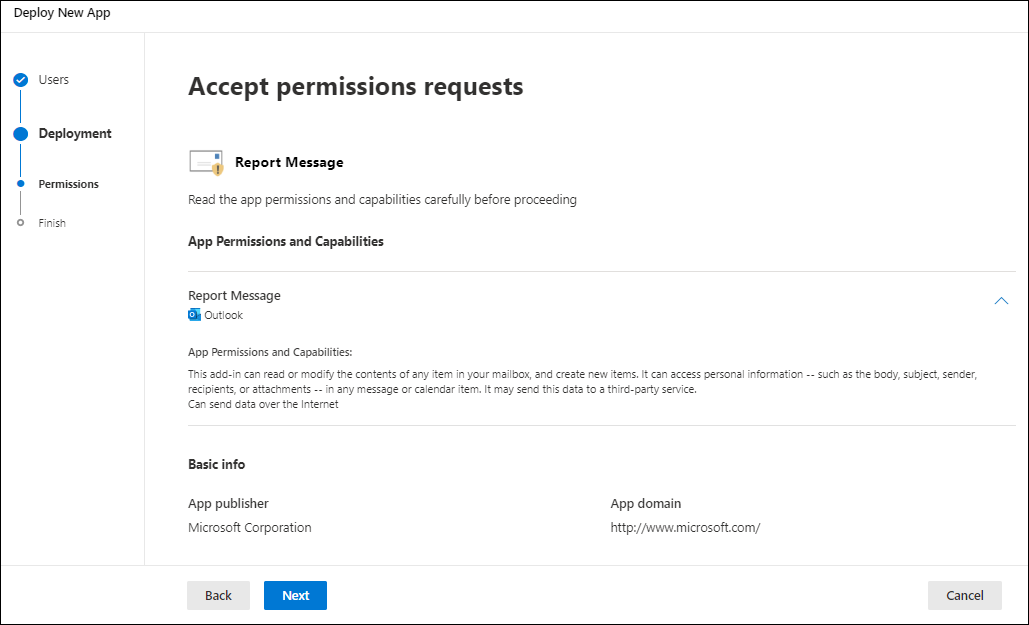 Deploy New App
Users
Deployment
Permissions
Finish
Accept permissions requests
Report Message
Read the app permissions and capabilities carefully before proceeding
App Permissions and Capabilities
Report Message
Outlook
App Permissions and Capabilities:
This add-in can read or modify the contents of any item in your mailbox, and create new items. It can access personal information -- such as the body, subject, sender,
recipients, or attachments -- in any message or calendar item. It may send this data to a third-party service.
Can send data over the Internet
Basic info
App publisher
App domain
Microsoft Corporation
http://www.microsoft.com/
Back
Next
Cancel